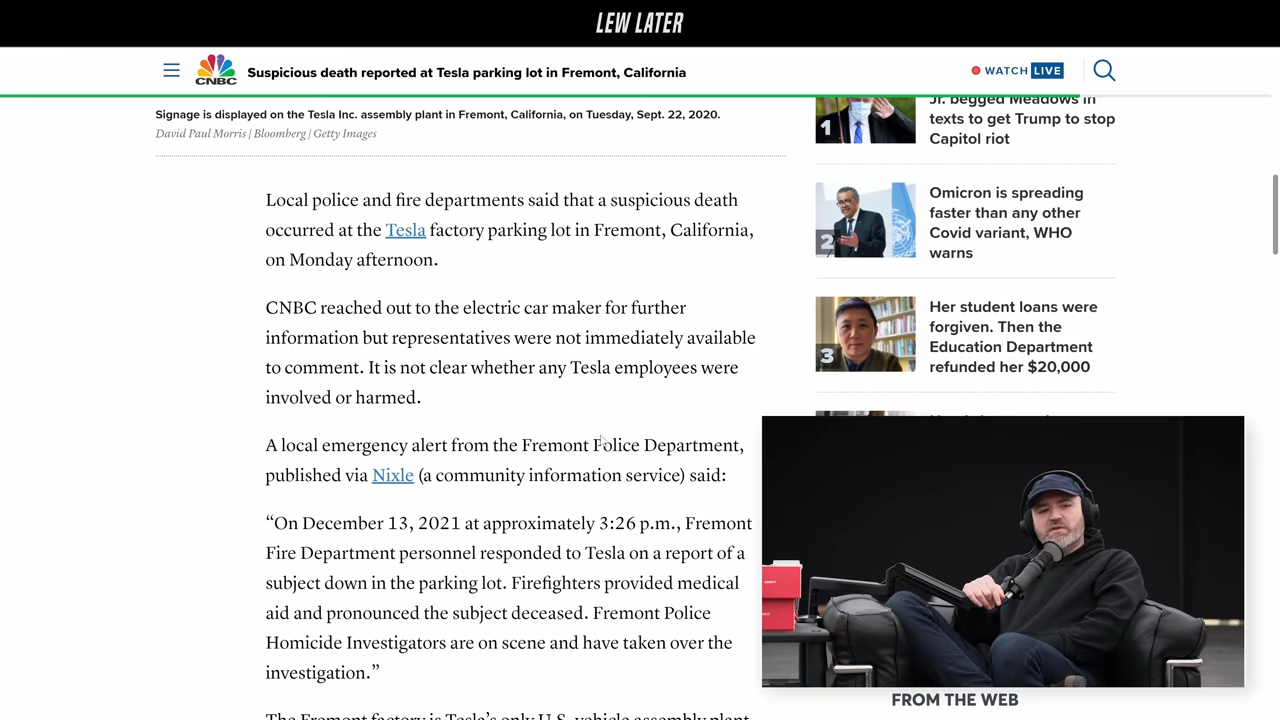 LEW LATER
CNBC
Suspicious death reported at Tesla parking lot in Fremont, California
WATCH LIVE
Signage is displayed on the Tesla Inc. assembly plant in Fremont, California, on Tuesday, Sept. 22, 2020.
David Paul Morris | Bloomberg | Getty Images
Local police and fire departments said that a suspicious death
occurred at the Tesla factory parking lot in Fremont, California,
on Monday afternoon.
CNBC reached out to the electric car maker for further
information but representatives were not immediately available
to comment. It is not clear whether any Tesla employees were
involved or harmed.
A local emergency alert from the Fremont Police Department,
published via Nixle (a community information service) said:
“On December 13, 2021 at approximately 3:26 p.m., Fremont
Fire Department personnel responded to Tesla on a report of a
subject down in the parking lot. Firefighters provided medical
aid and pronounced the subject deceased. Fremont Police
Homicide Investigators are on scene and have taken over the
investigation.”
The Fremont factory is Tesla’s only U.S. vehicle assembly plant
1
Jr. begged Meadows in
texts to get Trump to stop
Capitol riot
2
Omicron is spreading
faster than any other
Covid variant, WHO
warns
3
Her student loans were
forgiven. Then the
Education Department
refunded her $20,000
FROM THE WEB